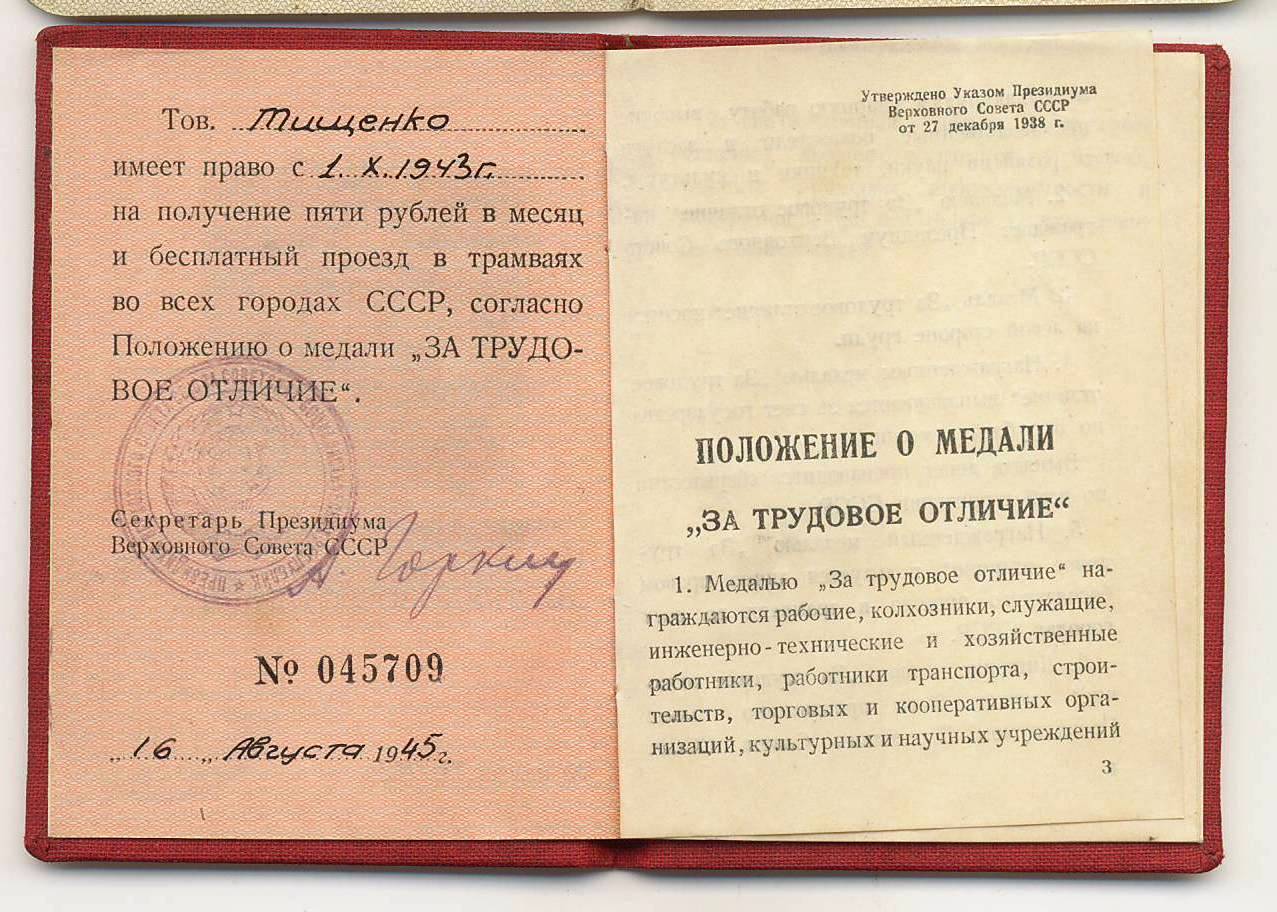 Тов. Тищенко
имеет право с 1. X. 1943г.
на получение пяти рублей в месяц
и бесплатный проезд в трамваях
во всех городах СССР, согласно
Положению о медали „ЗА ТРУДО-
ВОЕ ОТЛИЧИЕ“.
Секретарь Президиума
Верховного Совета СССР
А. Горкин
№ 045709
„16„ Августа 1945г.
Утверждено Указом Президиума
Верховного Совета СССР
от 27 декабря 1938 г.
ПОЛОЖЕНИЕ О МЕДАЛИ
„ЗА ТРУДОВОЕ ОТЛИЧИЕ“
1. Медалью „За трудовое отличие“ на-
граждаются рабочие, колхозники, служащие,
инженерно-технические и хозяйственные
работники, работники транспорта, строи-
тельств, торговых и кооперативных орга-
низаций, культурных и научных учреждений
3